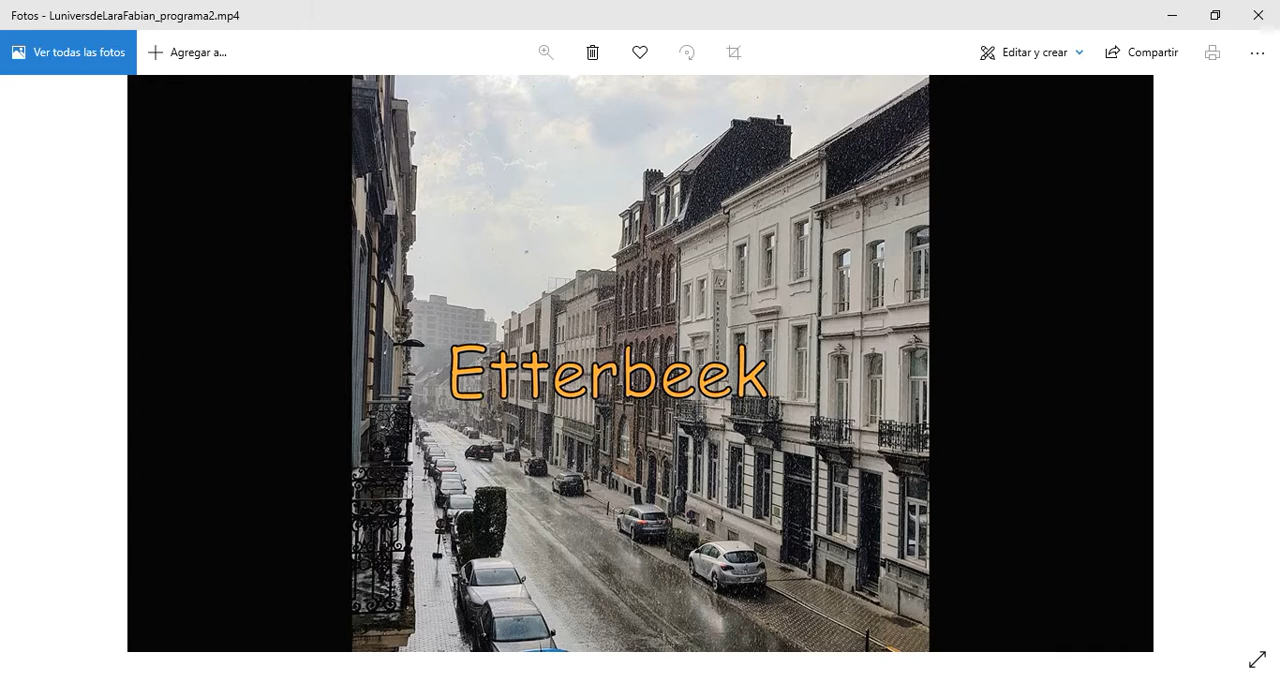 Fotos - LuniversdeLaraFabian_programa2.mp4
Ver todas las fotos
Agregar a...
Editar y crear
Compartir
Etterbeek